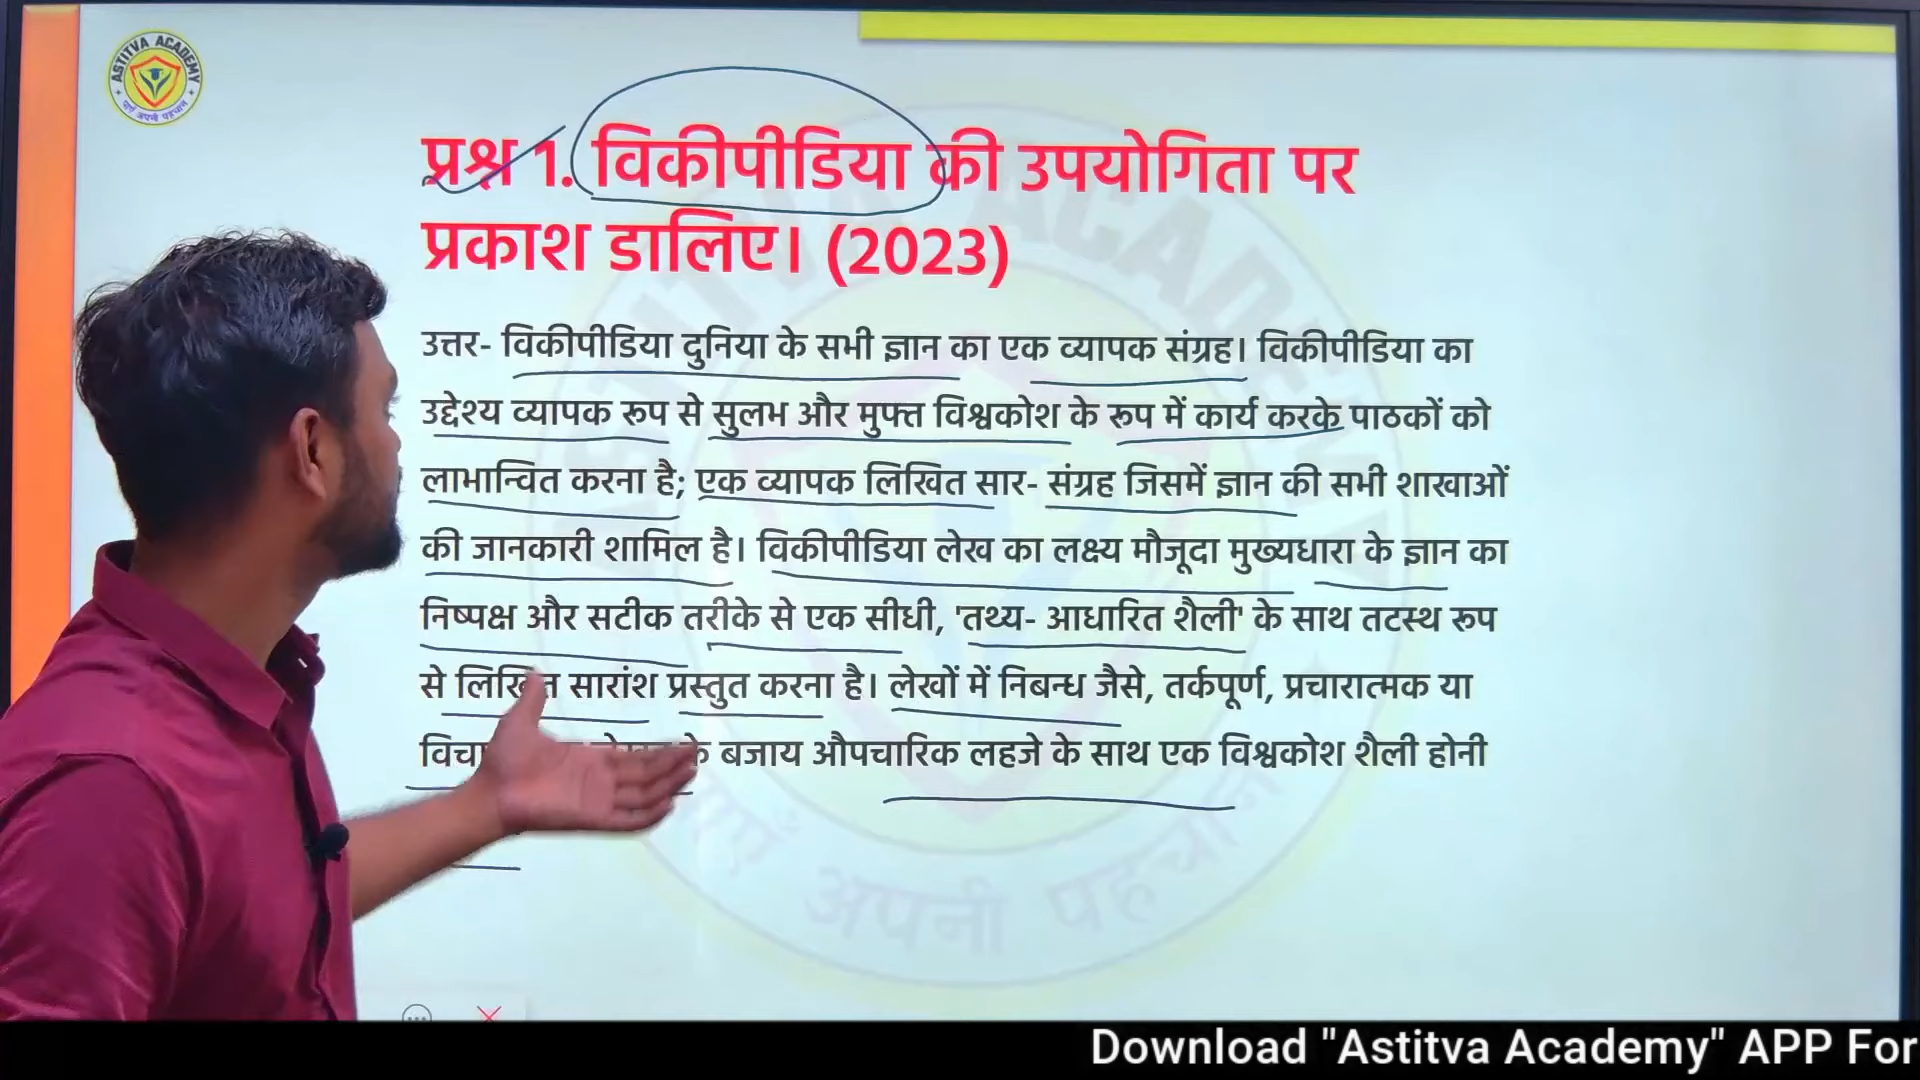 ASTITVA ACADEMY
पाएं अपनी पहचान
प्रश्न 1. विकीपीडिया की उपयोगिता पर
प्रकाश डालिए। (2023)
उत्तर- विकीपीडिया दुनिया के सभी ज्ञान का एक व्यापक संग्रह। विकीपीडिया का
उद्देश्य व्यापक रूप से सुलभ और मुफ्त विश्वकोश के रूप में कार्य करके पाठकों को
लाभान्वित करना है; एक व्यापक लिखित सार- संग्रह जिसमें ज्ञान की सभी शाखाओं
की जानकारी शामिल है। विकीपीडिया लेख का लक्ष्य मौजूदा मुख्यधारा के ज्ञान का
निष्पक्ष और सटीक तरीके से एक सीधी, 'तथ्य- आधारित शैली' के साथ तटस्थ रूप
से लिखित सारांश प्रस्तुत करना है। लेखों में निबन्ध जैसे, तर्कपूर्ण, प्रचारात्मक या
के बजाय औपचारिक लहजे के साथ एक विश्वकोश शैली होनी
Download "Astitva Academy" APP For